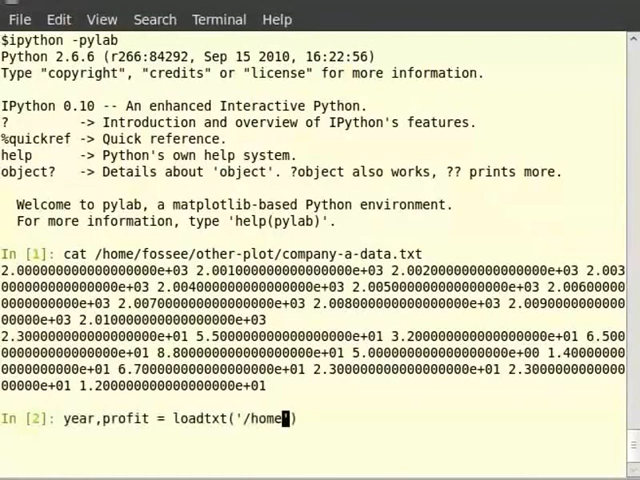 File Edit View Search Terminal Help
$ipython -pylab
Python 2.6.6 (r266:84292, Sep 15 2010, 16:22:56)
Type "copyright", "credits" or "license" for more information.
IPython 0.10 -- An enhanced Interactive Python.
? -> Introduction and overview of IPython's features.
%quickref -> Quick reference.
help -> Python's own help system.
object? -> Details about 'object'. ?object also works, ?? prints more.
Welcome to pylab, a matplotlib-based Python environment.
For more information, type 'help(pylab)'.
In [1]: cat /home/fossee/other-plot/company-a-data.txt
2.000000000000000000e+03 2.001000000000000000e+03 2.002000000000000000e+03 2.003
000000000000000e+03 2.004000000000000000e+03 2.005000000000000000e+03 2.00600000
0000000000e+03 2.007000000000000000e+03 2.008000000000000000e+03 2.0090000000000
00000e+03 2.010000000000000000e+03
2.300000000000000000e+01 5.500000000000000000e+01 3.200000000000000000e+01 6.500
000000000000000e+01 8.800000000000000000e+01 5.000000000000000000e+00 1.40000000
0000000000e+01 6.700000000000000000e+01 2.300000000000000000e+01 2.3000000000000
00000e+01 1.200000000000000000e+01
In [2]: year,profit = loadtxt('/home')